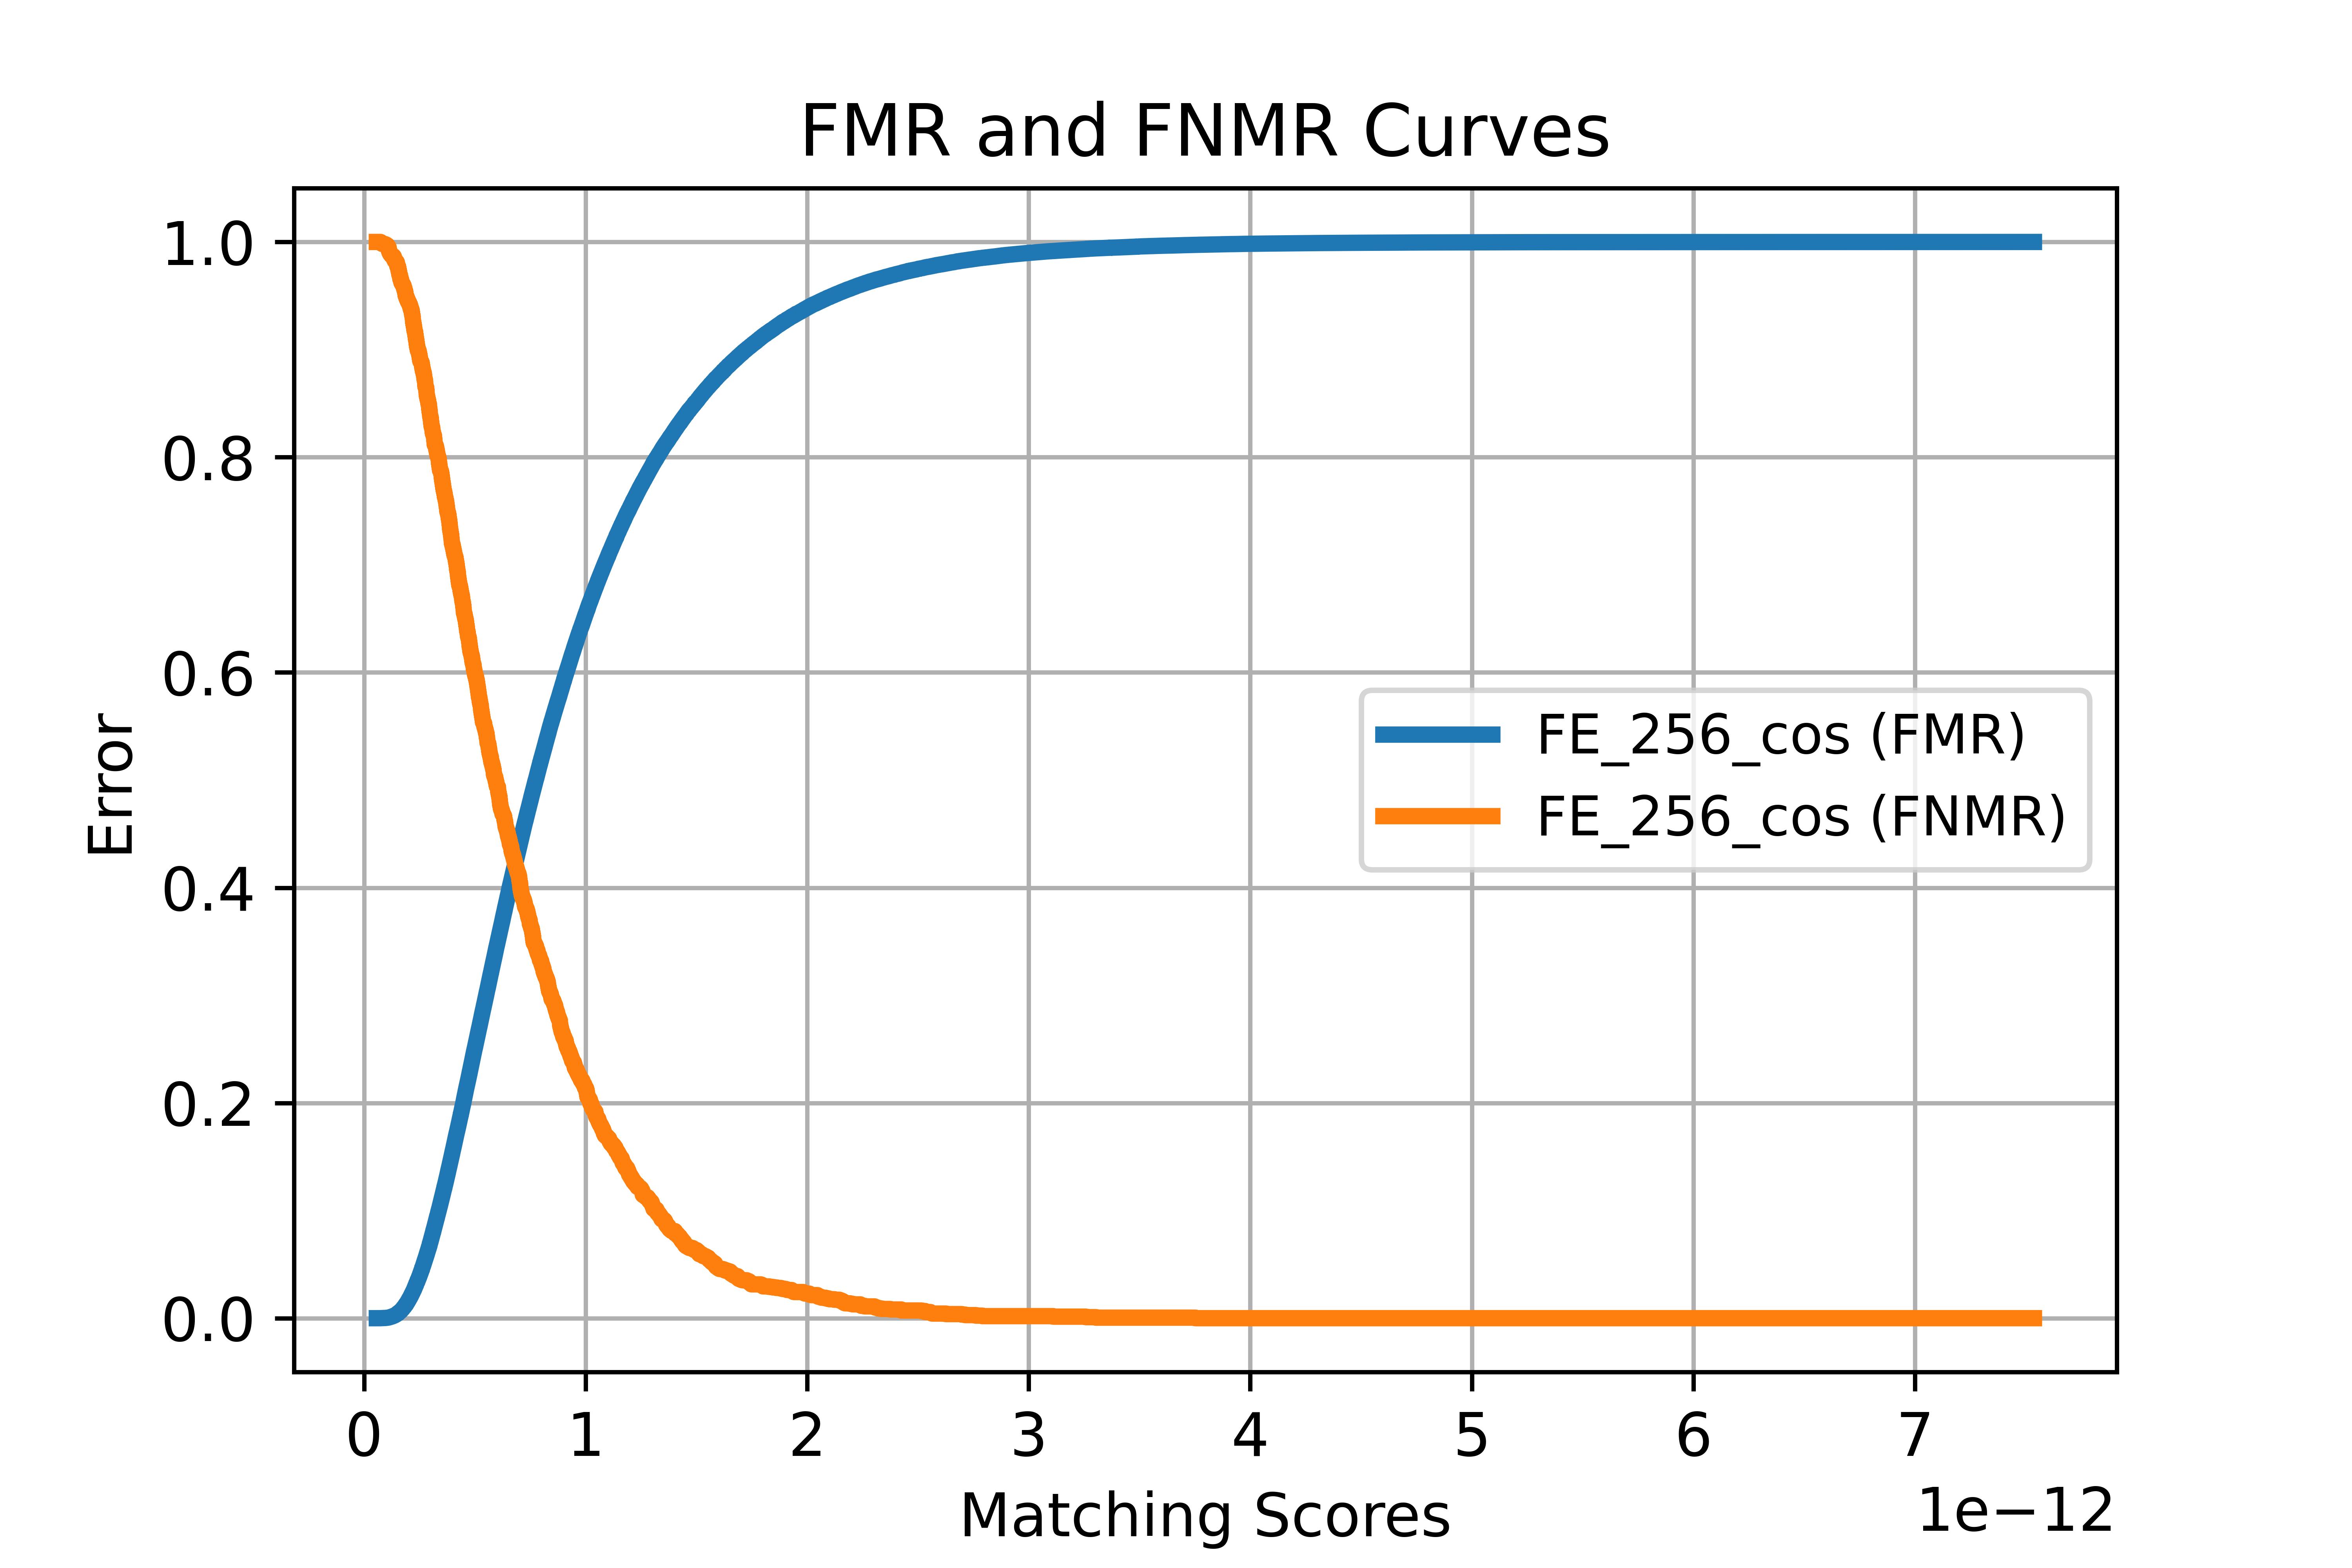 FMR and FNMR Curves
1.0
0.8
0.6
0.4
0.2
0.0
Error
FE_256_cos (FMR)
FE_256_cos (FNMR)
0 1 2 3 4 5 6 7
Matching Scores
1e−12